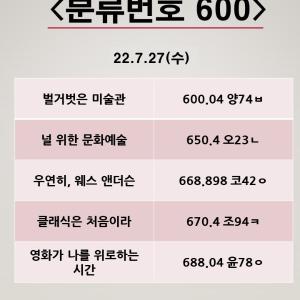 <분류번호 600>
22.7.27(수)
벌거벗은 미술관 600.04 양74ㅂ
널 위한 문화예술 650.4 오23ㄴ
우연히, 웨스 앤더슨 668.898 코42ㅇ
클래식은 처음이라 670.4 조94ㅋ
영화가 나를 위로하는
시간 688.04 윤78ㅇ